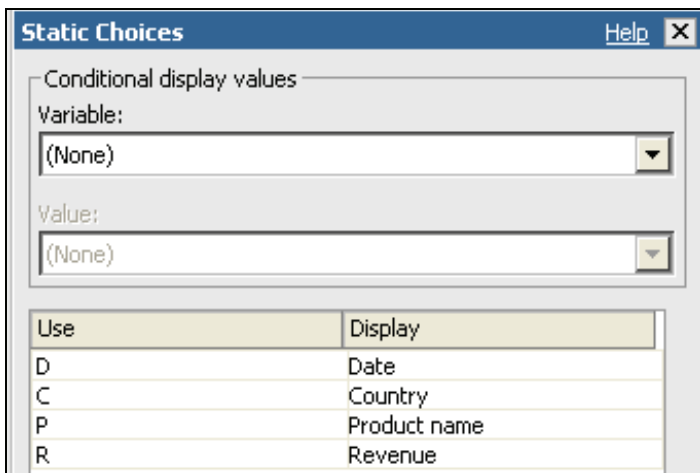 Static Choices Help
Conditional display values
Variable:
(None)
Value:
(None)
Use Display
D Date
C Country
P Product name
R Revenue